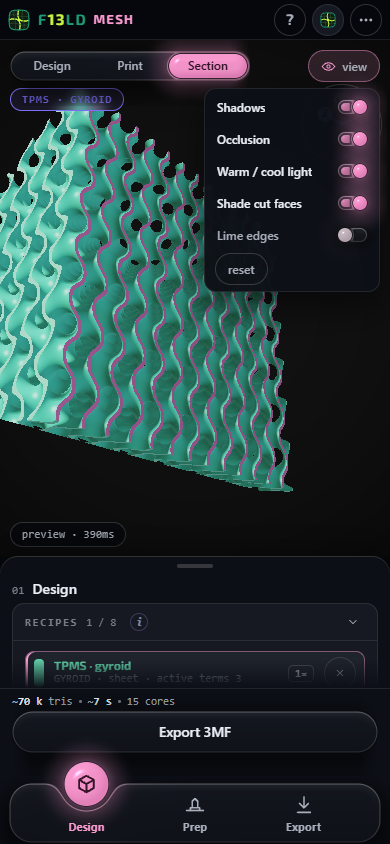 F13LD MESH
?
Design
Print
Section
view
TPMS · GYROID
Shadows
Occlusion
Warm / cool light
Shade cut faces
Lime edges
reset
preview · 390ms
01 Design
RECIPES 1 / 8
i
TPMS · gyroid
GYROID · sheet · active terms 3
1×
~70 k tris • ~7 s • 15 cores
Export 3MF
Design
Prep
Export